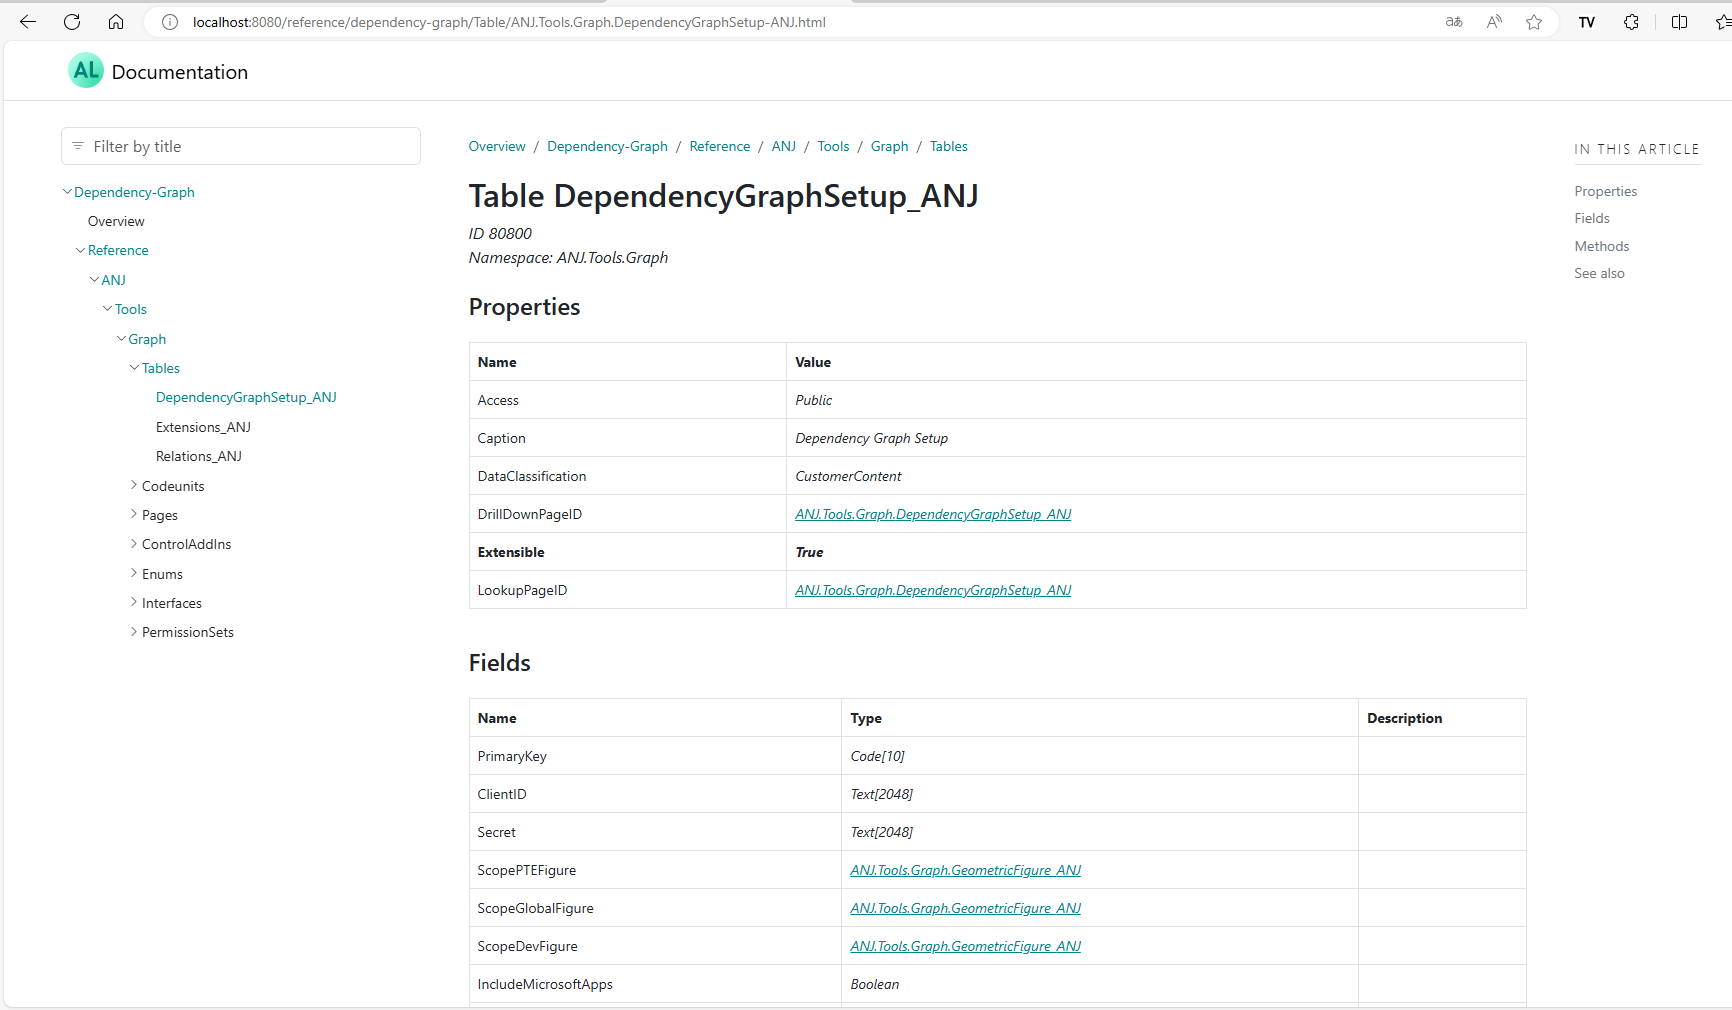 localhost:8080/reference/dependency-graph/Table/ANJ.Tools.Graph.DependencyGraphSetup-ANJ.html
TV
AL Documentation
Filter by title
Dependency-Graph
Overview
Reference
ANJ
Tools
Graph
Tables
DependencyGraphSetup_ANJ
Extensions_ANJ
Relations_ANJ
Codeunits
Pages
ControlAddIns
Enums
Interfaces
PermissionSets
Overview / Dependency-Graph / Reference / ANJ / Tools / Graph / Tables
Table DependencyGraphSetup_ANJ
ID 80800
Namespace: ANJ.Tools.Graph
Properties
Name Value
Access Public
Caption Dependency Graph Setup
DataClassification CustomerContent
DrillDownPageID ANJ.Tools.Graph.DependencyGraphSetup_ANJ
Extensible True
LookupPageID ANJ.Tools.Graph.DependencyGraphSetup_ANJ
Fields
Name Type Description
PrimaryKey Code[10]
ClientID Text[2048]
Secret Text[2048]
ScopePTEFigure ANJ.Tools.Graph.GeometricFigure_ANJ
ScopeGlobalFigure ANJ.Tools.Graph.GeometricFigure_ANJ
ScopeDevFigure ANJ.Tools.Graph.GeometricFigure_ANJ
IncludeMicrosoftApps Boolean
IN THIS ARTICLE
Properties
Fields
Methods
See also